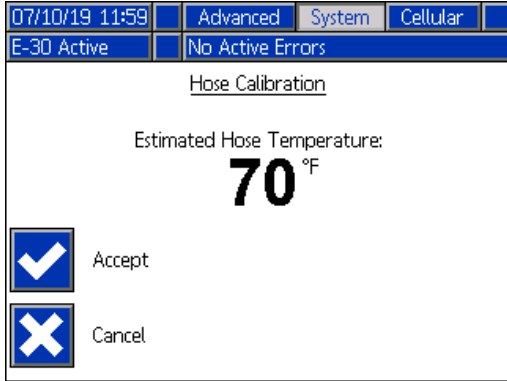 07/10/19 11:59 Advanced System Cellular
E-30 Active No Active Errors
Hose Calibration
Estimated Hose Temperature:
70 °F
Accept
Cancel